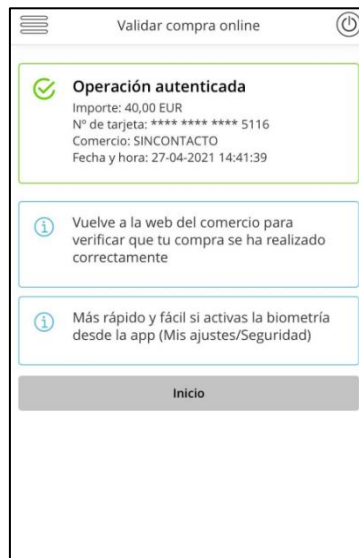 Validar compra online
Operación autenticada
Importe: 40,00 EUR
Nº de tarjeta: **** **** **** 5116
Comercio: SINCONTACTO
Fecha y hora: 27-04-2021 14:41:39
Vuelve a la web del comercio para
verificar que tu compra se ha realizado
correctamente
Más rápido y fácil si activas la biometría
desde la app (Mis ajustes/Seguridad)
Inicio